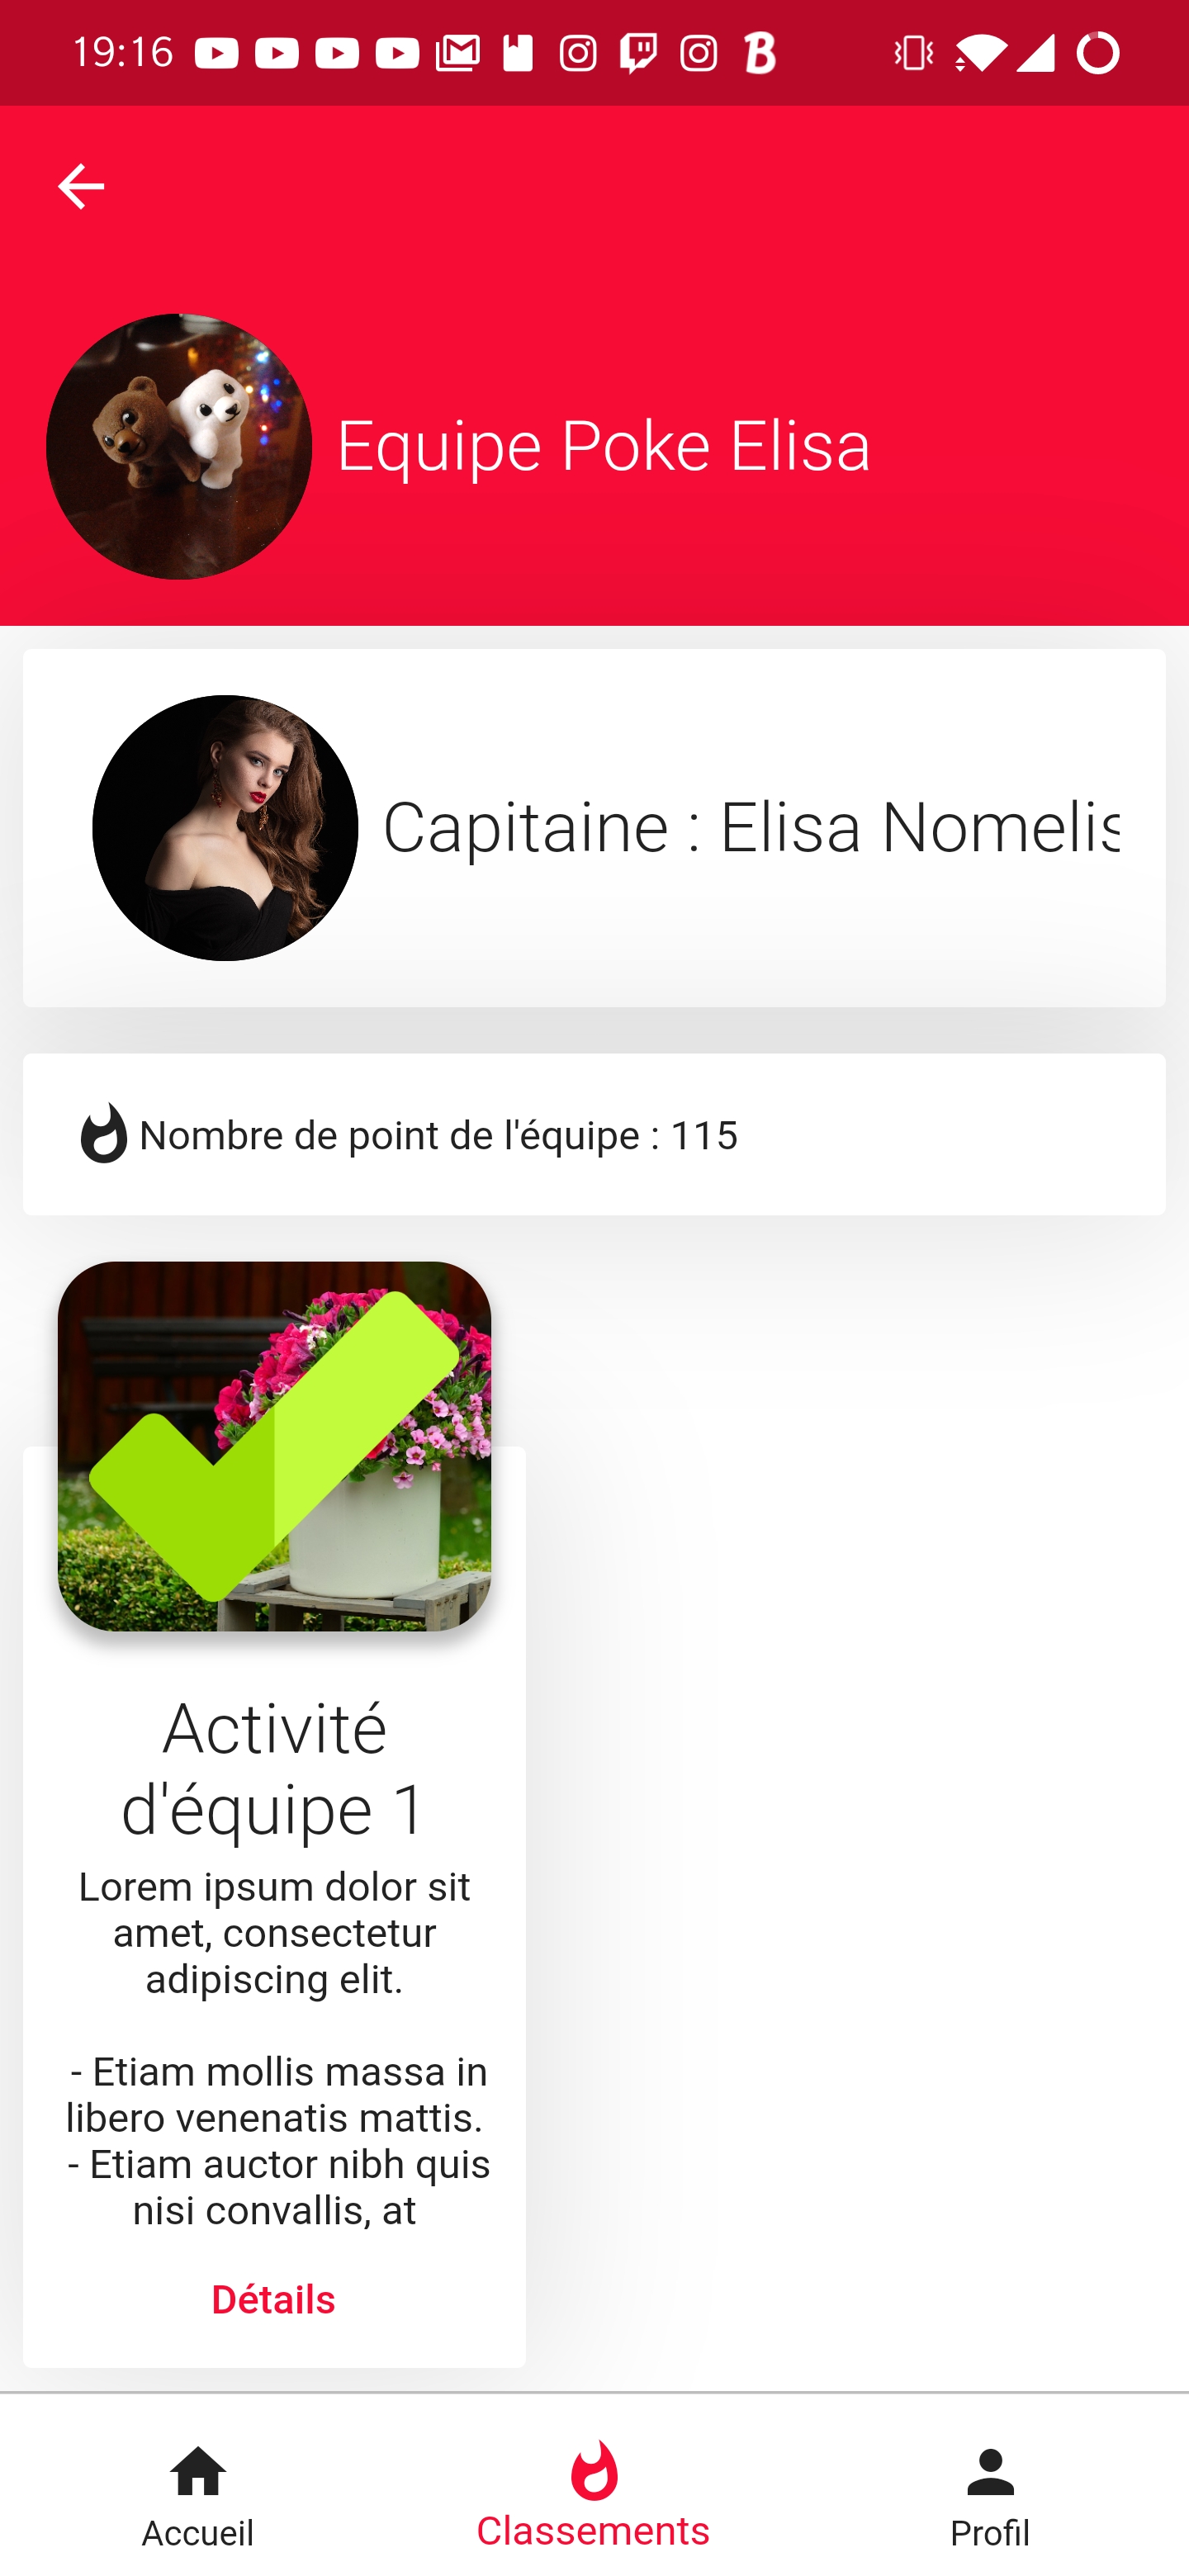 19:16
Equipe Poke Elisa
Capitaine : Elisa Nomelis
Nombre de point de l'équipe : 115
Activité
d'équipe 1
Lorem ipsum dolor sit
amet, consectetur
adipiscing elit.
- Etiam mollis massa in
libero venenatis mattis.
- Etiam auctor nibh quis
nisi convallis, at
Détails
Accueil
Classements
Profil